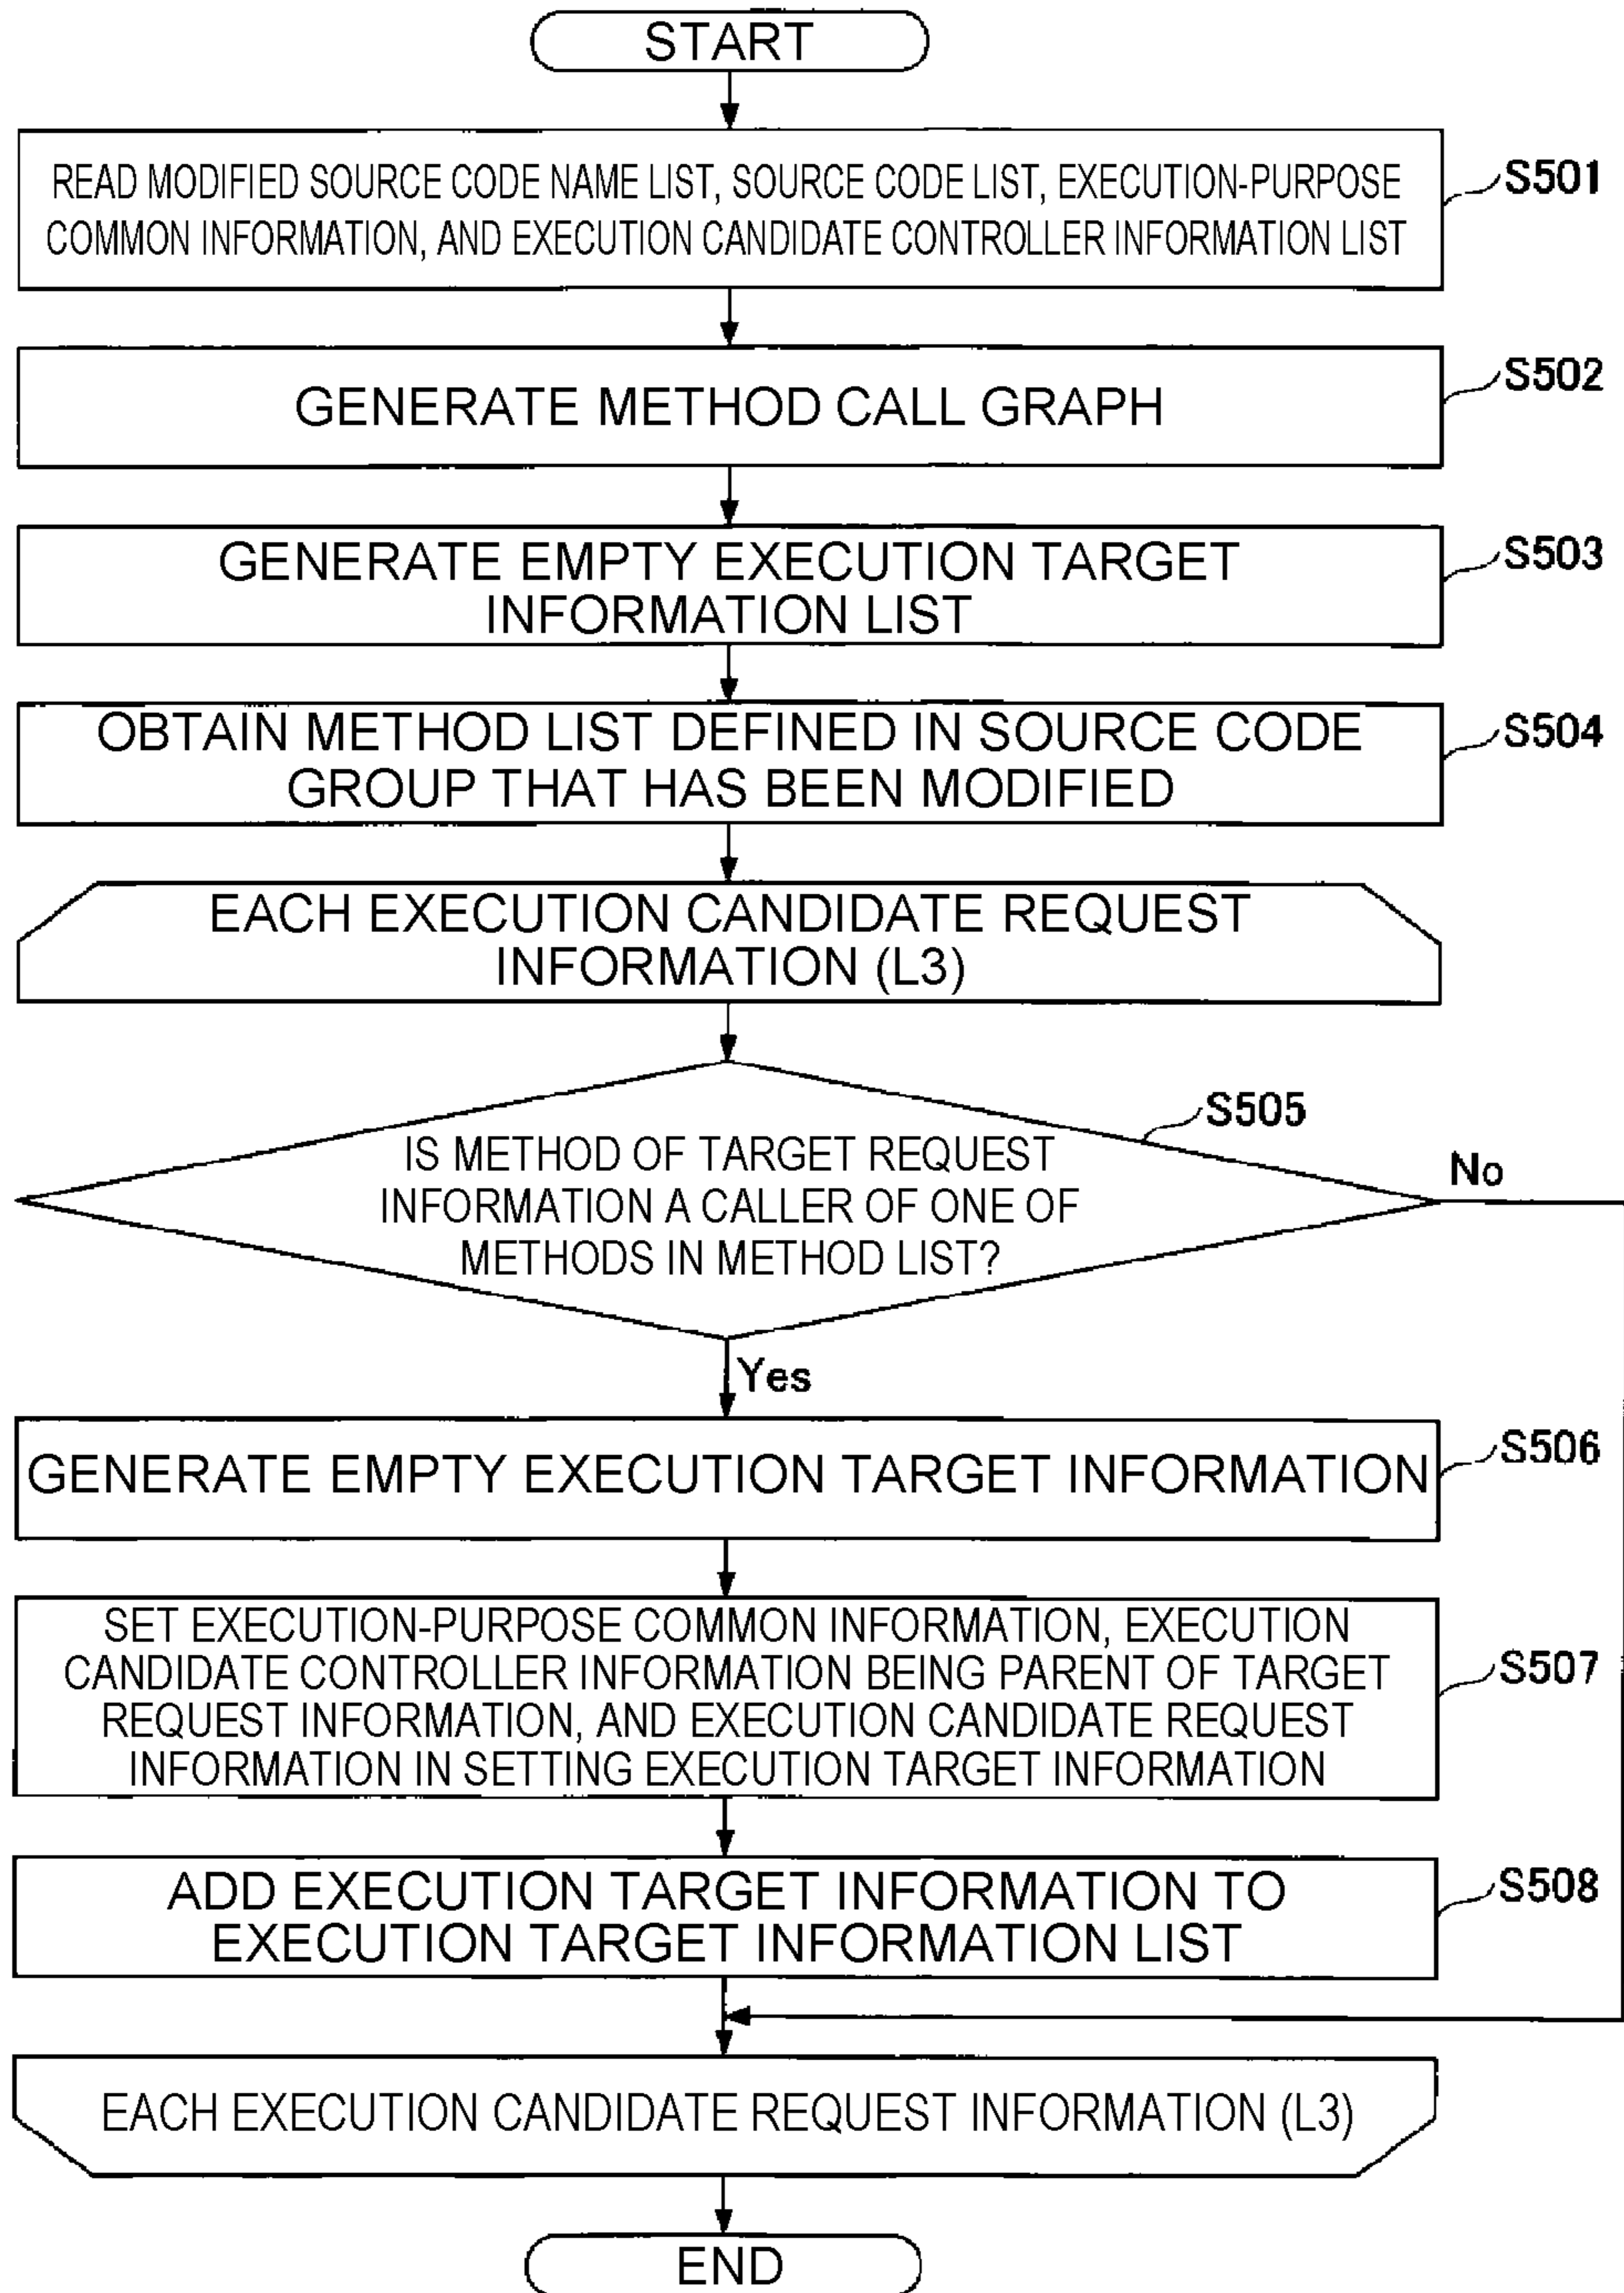 START
READ MODIFIED SOURCE CODE NAME LIST, SOURCE CODE LIST, EXECUTION-PURPOSE
COMMON INFORMATION, AND EXECUTION CANDIDATE CONTROLLER INFORMATION LIST
S501
GENERATE METHOD CALL GRAPH
S502
GENERATE EMPTY EXECUTION TARGET
INFORMATION LIST
S503
OBTAIN METHOD LIST DEFINED IN SOURCE CODE
GROUP THAT HAS BEEN MODIFIED
S504
EACH EXECUTION CANDIDATE REQUEST
INFORMATION (L3)
S505
IS METHOD OF TARGET REQUEST
INFORMATION A CALLER OF ONE OF
METHODS IN METHOD LIST?
No
Yes
GENERATE EMPTY EXECUTION TARGET INFORMATION
S506
SET EXECUTION-PURPOSE COMMON INFORMATION, EXECUTION
CANDIDATE CONTROLLER INFORMATION BEING PARENT OF TARGET
REQUEST INFORMATION, AND EXECUTION CANDIDATE REQUEST
INFORMATION IN SETTING EXECUTION TARGET INFORMATION
S507
ADD EXECUTION TARGET INFORMATION TO
EXECUTION TARGET INFORMATION LIST
S508
EACH EXECUTION CANDIDATE REQUEST INFORMATION (L3)
END